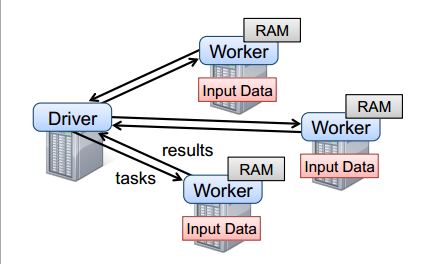 RAM
Worker
Input Data
Driver
RAM
Worker
Input Data
results
tasks
RAM
Worker
Input Data